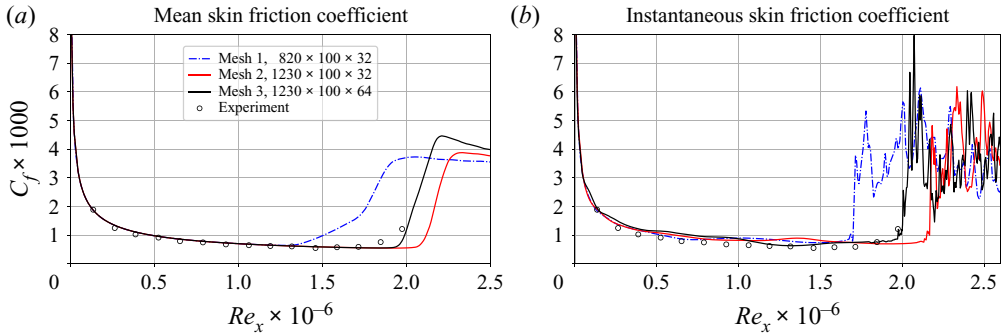 (a) Mean skin friction coefficient
8
7
6
5
4
3
2
1
C_f × 1000
Mesh 1, 820 × 100 × 32
Mesh 2, 1230 × 100 × 32
Mesh 3, 1230 × 100 × 64
Experiment
0 0.5 1.0 1.5 2.0 2.5
Re_x × 10^−6
(b) Instantaneous skin friction coefficient
8
7
6
5
4
3
2
1
0 0.5 1.0 1.5 2.0 2.5
Re_x × 10^−6